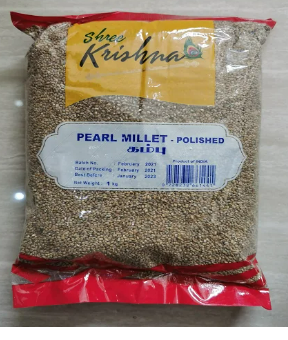 Shree
Krishna
PEARL MILLET - POLISHED
கம்பு
Batch No. : February 2021
Date of Packing : February 2021
Best Before : January 2023
Net Weight : 1 kg
Product of INDIA